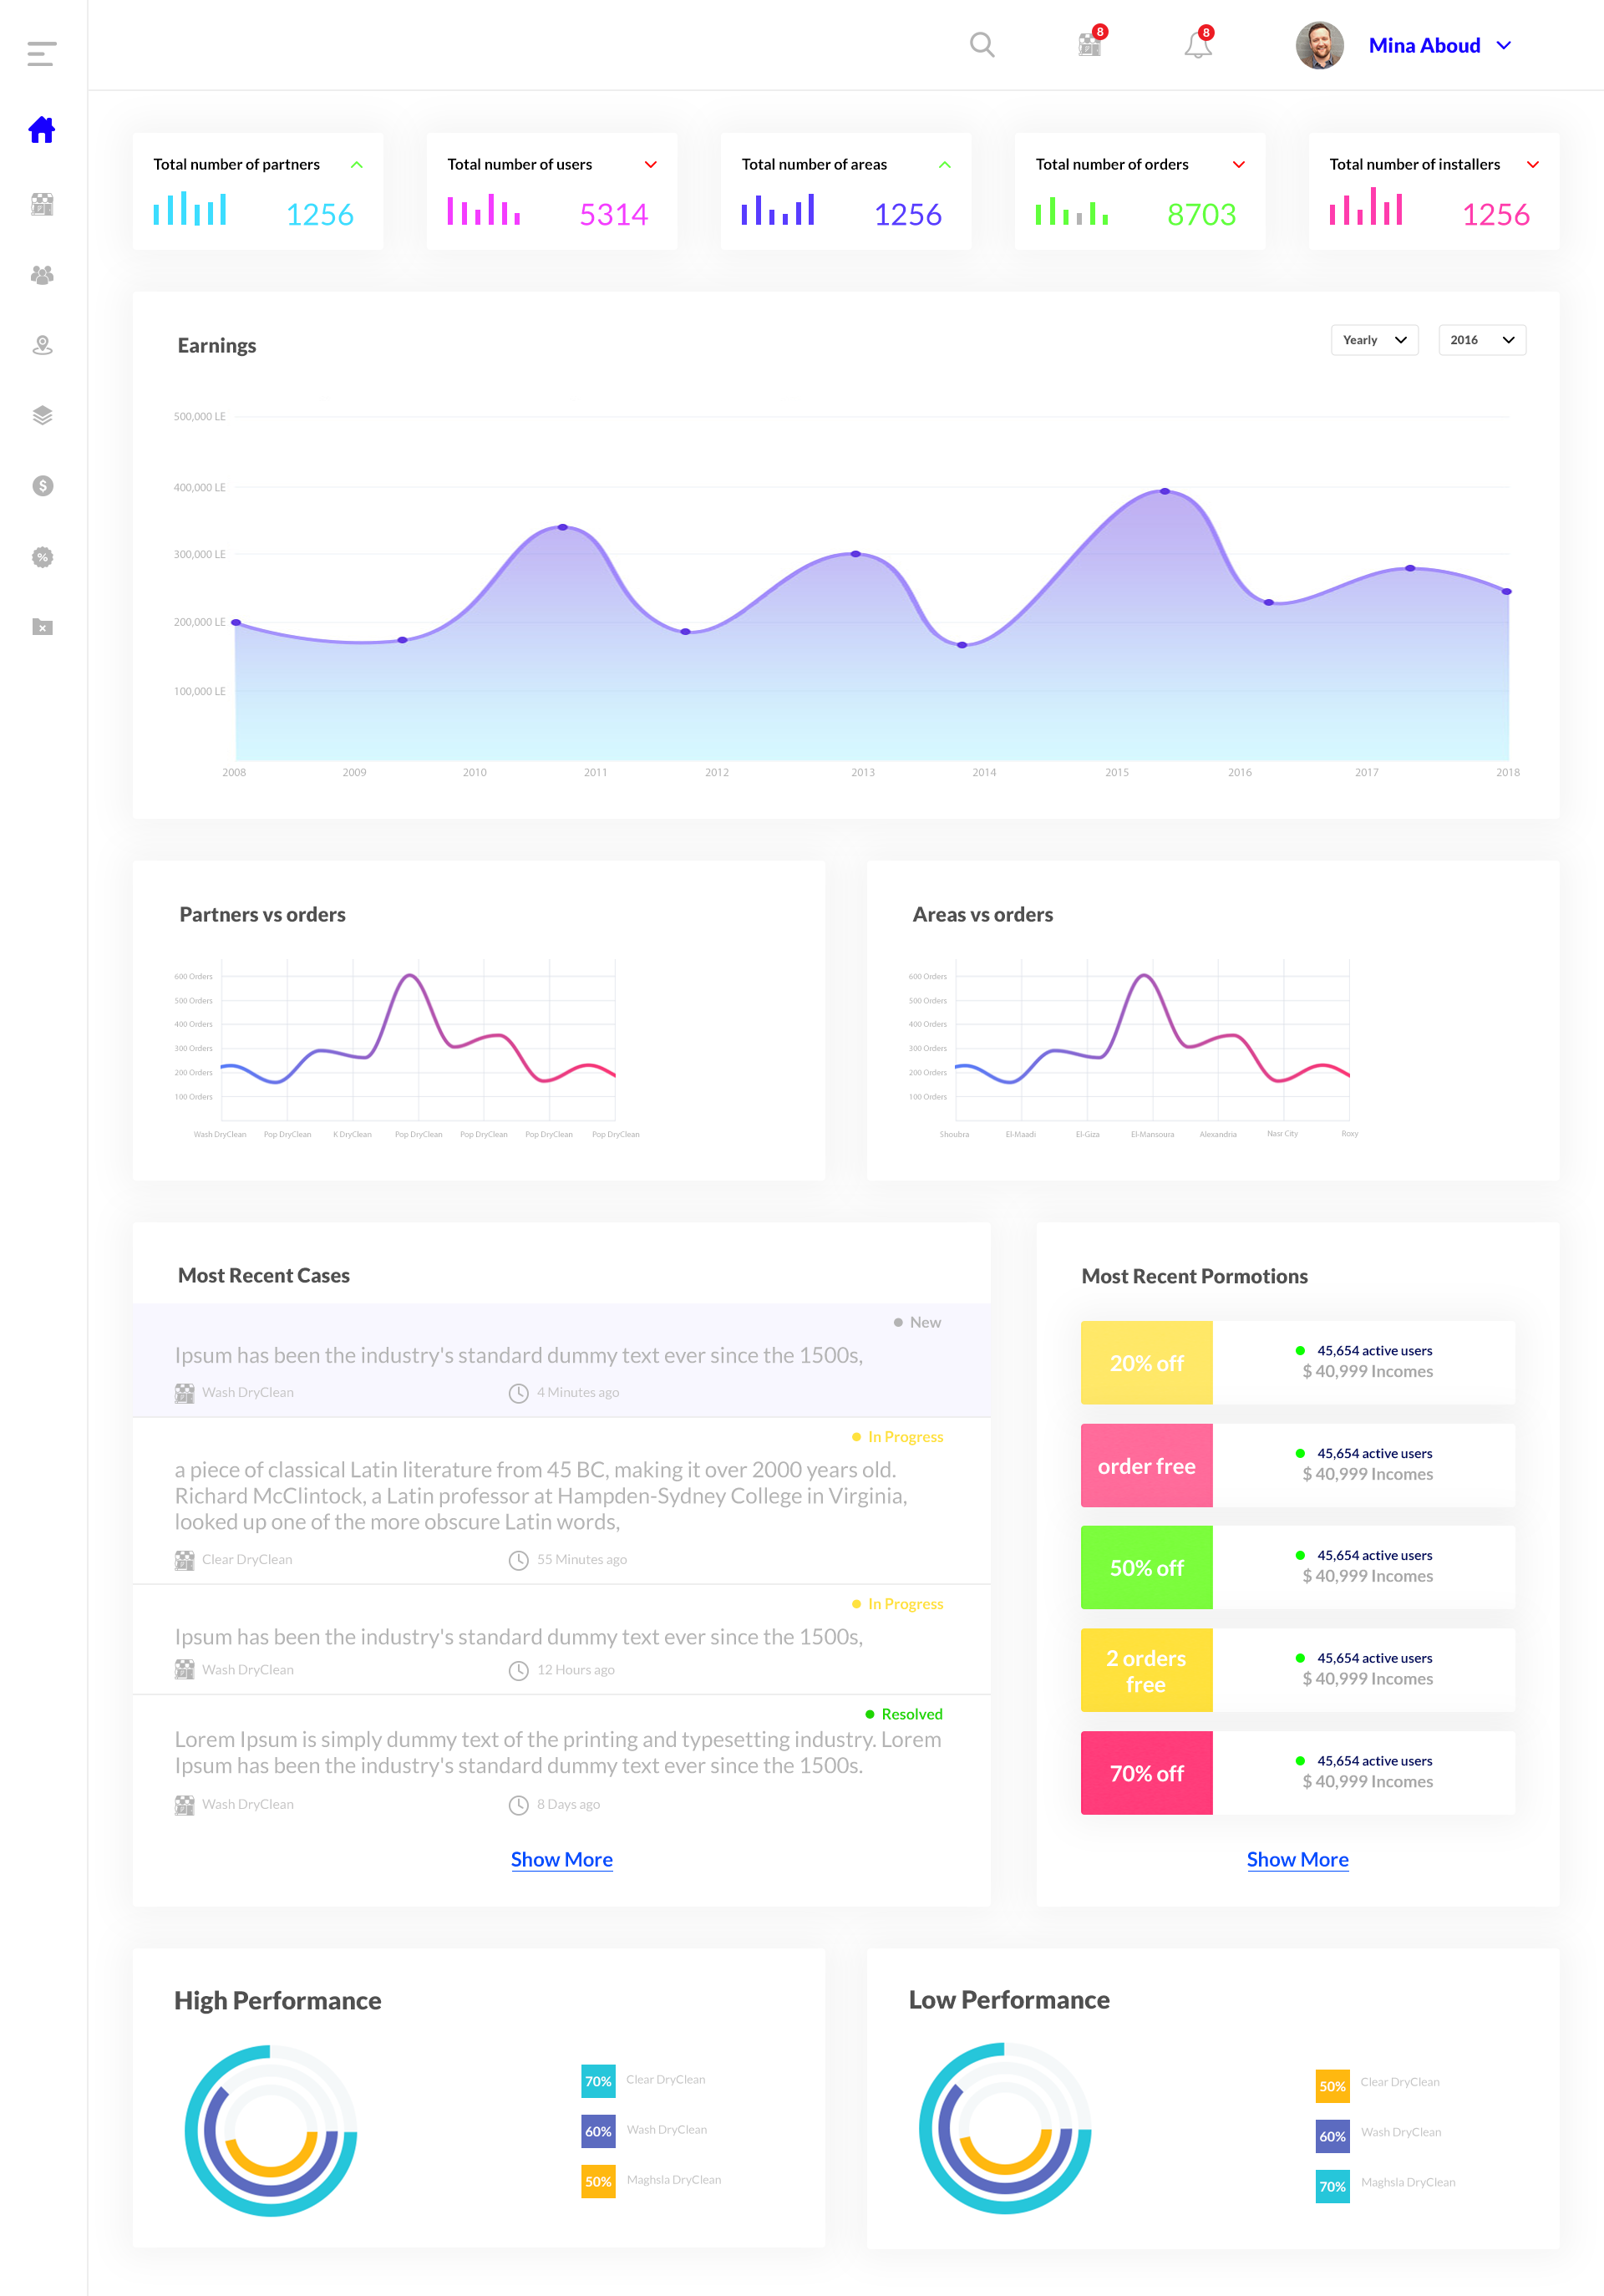 8
8
Mina Aboud
Total number of partners
1256
Total number of users
5314
Total number of areas
1256
Total number of orders
8703
Total number of installers
1256
Earnings
Yearly
2016
500,000 LE
400,000 LE
300,000 LE
200,000 LE
100,000 LE
2008
2009
2010
2011
2012
2013
2014
2015
2016
2017
2018
Partners vs orders
600 Orders
500 Orders
400 Orders
300 Orders
200 Orders
100 Orders
Wash DryClean
Pop DryClean
K DryClean
Pop DryClean
Pop DryClean
Pop DryClean
Pop DryClean
Areas vs orders
600 Orders
500 Orders
400 Orders
300 Orders
200 Orders
100 Orders
Shoubra
El-Maadi
El-Giza
El-Mansoura
Alexandria
Nasr City
Roxy
Most Recent Cases
New
Ipsum has been the industry's standard dummy text ever since the 1500s,
Wash DryClean
4 Minutes ago
In Progress
a piece of classical Latin literature from 45 BC, making it over 2000 years old.
Richard McClintock, a Latin professor at Hampden-Sydney College in Virginia,
looked up one of the more obscure Latin words,
Clear DryClean
55 Minutes ago
In Progress
Ipsum has been the industry's standard dummy text ever since the 1500s,
Wash DryClean
12 Hours ago
Resolved
Lorem Ipsum is simply dummy text of the printing and typesetting industry. Lorem
Ipsum has been the industry's standard dummy text ever since the 1500s.
Wash DryClean
8 Days ago
Show More
Most Recent Pormotions
20% off
45,654 active users
$ 40,999 Incomes
order free
45,654 active users
$ 40,999 Incomes
50% off
45,654 active users
$ 40,999 Incomes
2 orders
free
45,654 active users
$ 40,999 Incomes
70% off
45,654 active users
$ 40,999 Incomes
Show More
High Performance
70%
Clear DryClean
60%
Wash DryClean
50%
Maghsla DryClean
Low Performance
50%
Clear DryClean
60%
Wash DryClean
70%
Maghsla DryClean